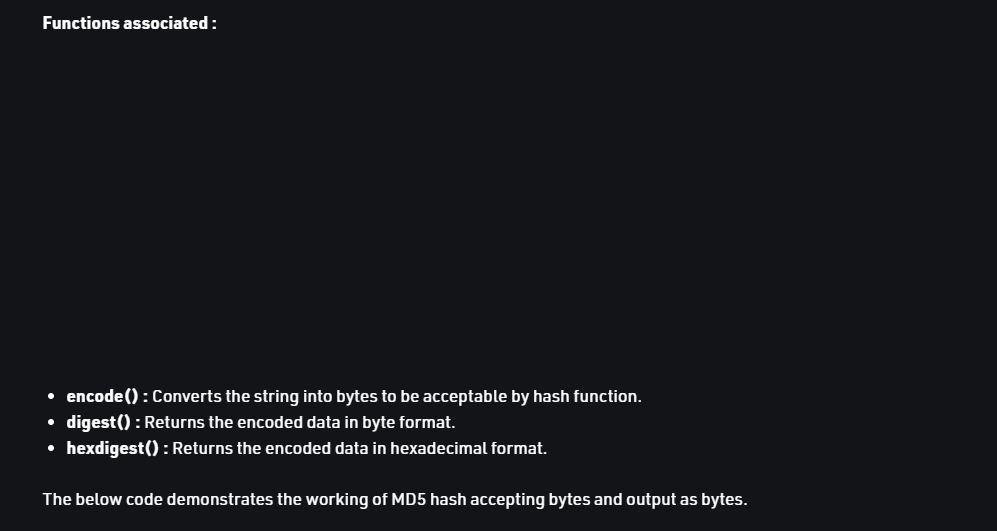 Functions associated :
• encode() : Converts the string into bytes to be acceptable by hash function.
• digest() : Returns the encoded data in byte format.
• hexdigest() : Returns the encoded data in hexadecimal format.
The below code demonstrates the working of MD5 hash accepting bytes and output as bytes.